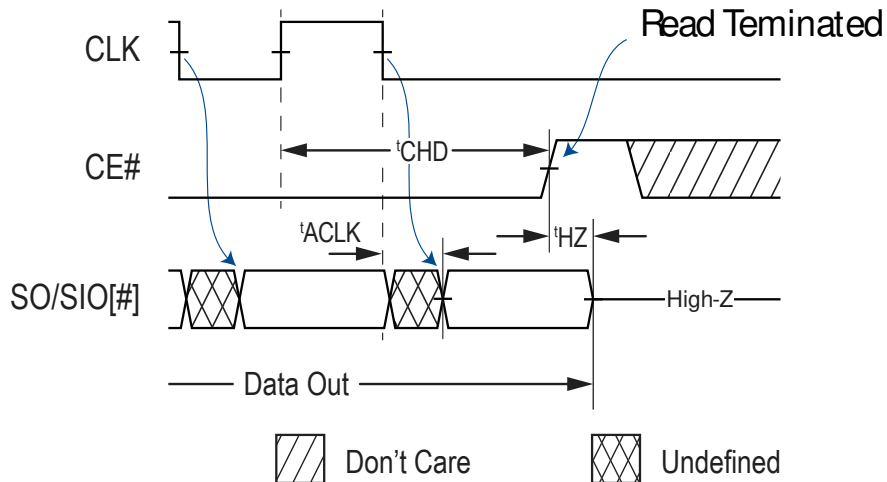 Read Teminated
CLK
tCHD
CE#
tACLK
tHZ
SO/SIO[#]
High-Z
Data Out
Don't Care
Undefined